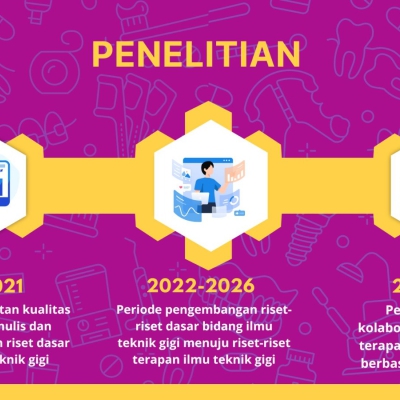 PENELITIAN
021
tan kualitas
nulis dan
n riset dasar
knik gigi
2022-2026
Periode pengembangan riset-
riset dasar bidang ilmu
teknik gigi menuju riset-riset
terapan ilmu teknik gigi
2
Pe
kolabo
terapa
berbas